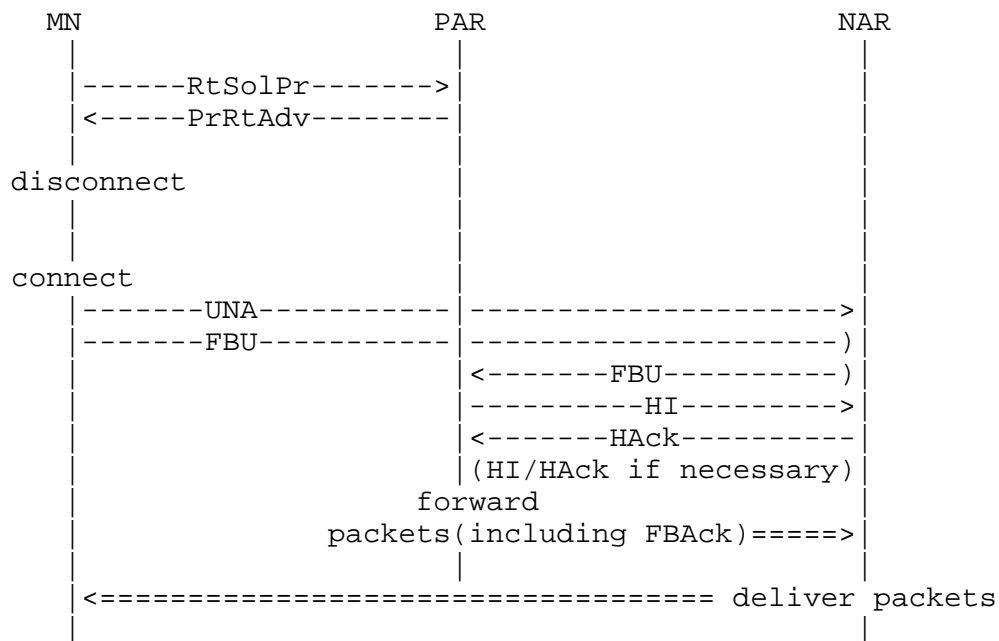 MN                        PAR                         NAR
|                          |                           |
|------RtSolPr------->|                           |
|<-----PrRtAdv--------|                           |
|                          |                           |
disconnect                 |                           |
|                          |                           |
|                          |                           |
connect                    |                           |
|-------UNA-----------|--------------------->|
|-------FBU-----------|---------------------)|
|                          |<-------FBU----------)|
|                          |----------HI--------->|
|                          |<-------HAck----------|
|                          |(HI/HAck if necessary)|
|                       forward                        |
|              packets(including FBAck)=====>|
|                          |                           |
|<=================================== deliver packets
|                                                      |